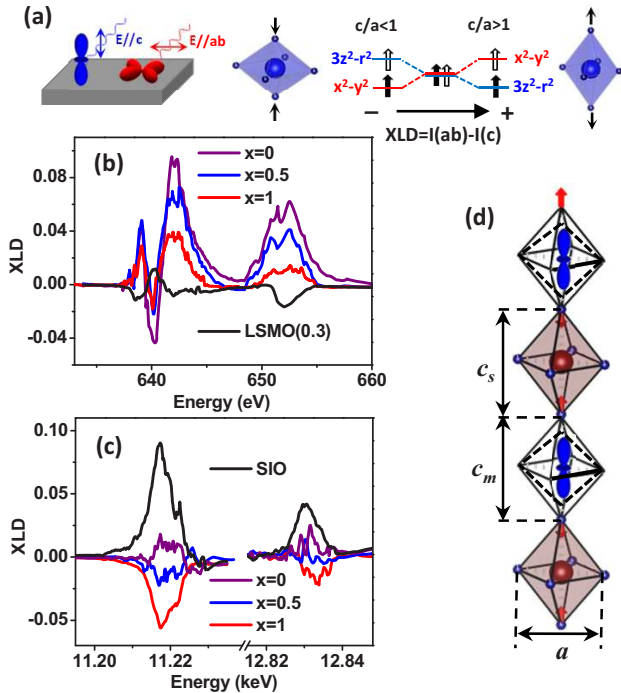 (a)
E//c
E//ab
c/a<1
c/a>1
3z²-r²
x²-y²
x²-y²
3z²-r²
− +
XLD=I(ab)-I(c)
(b)
x=0
x=0.5
x=1
LSMO(0.3)
XLD
0.08
0.04
0.00
-0.04
640 650 660
Energy (eV)
(c)
SIO
x=0
x=0.5
x=1
XLD
0.10
0.05
0.00
-0.05
11.20 11.22 12.82 12.84
Energy (keV)
(d)
c_s
c_m
a